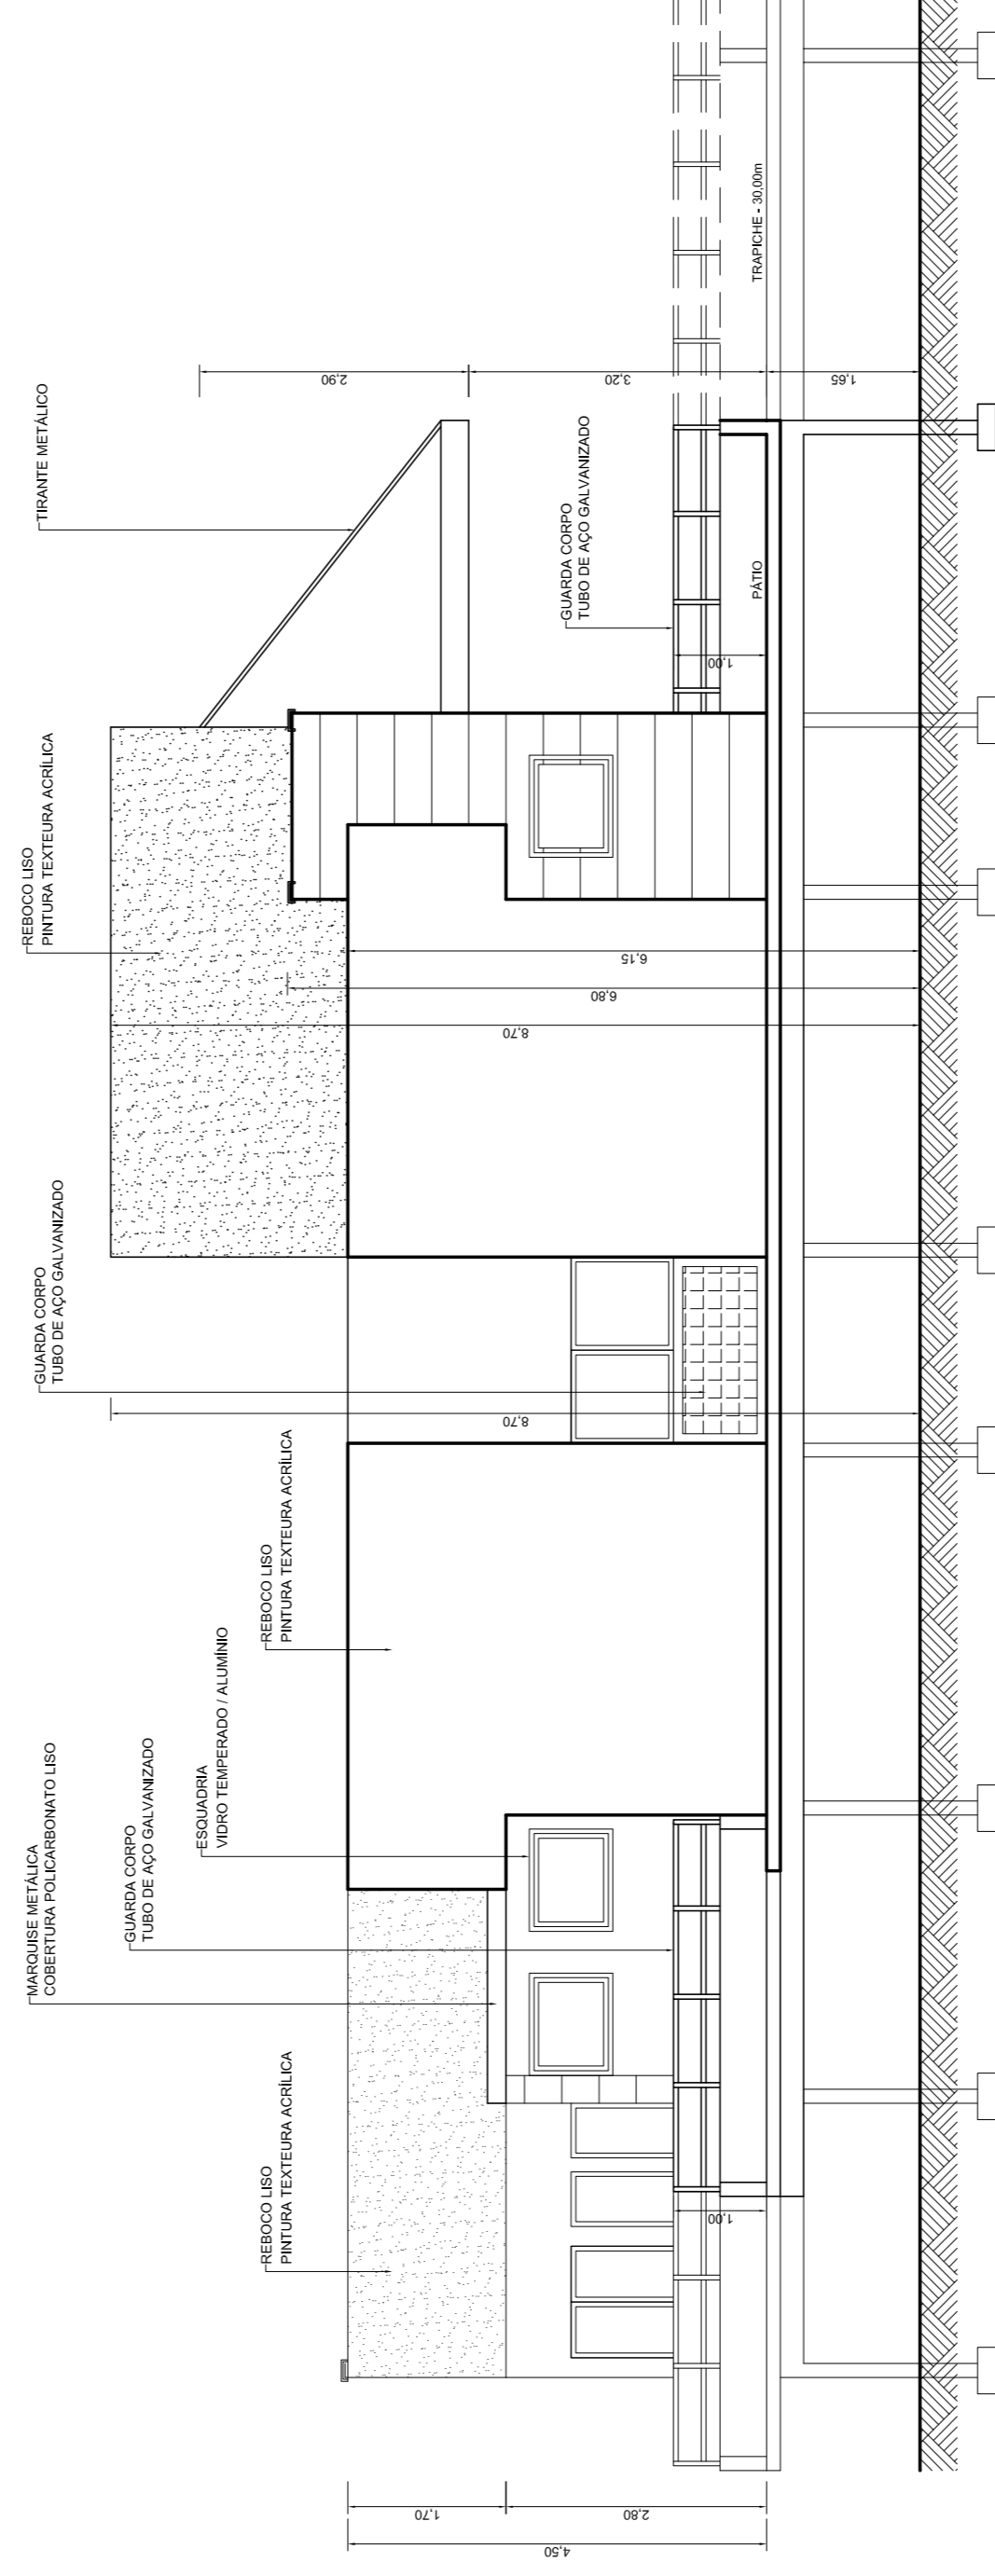 MARQUISE METÁLICA
COBERTURA POLICARBONATO LISO
REBOCO LISO
PINTURA TEXTEURA ACRÍLICA
GUARDA CORPO
TUBO DE AÇO GALVANIZADO
ESQUADRIA
VIDRO TEMPERADO / ALUMÍNIO
REBOCO LISO
PINTURA TEXTEURA ACRÍLICA
GUARDA CORPO
TUBO DE AÇO GALVANIZADO
REBOCO LISO
PINTURA TEXTEURA ACRÍLICA
TIRANTE METÁLICO
GUARDA CORPO
TUBO DE AÇO GALVANIZADO
PÁTIO
TRAPICHE - 30,00m
4,50
1,70
2,80
1,00
8,70
8,70
6,80
6,15
1,00
2,90
3,20
1,65